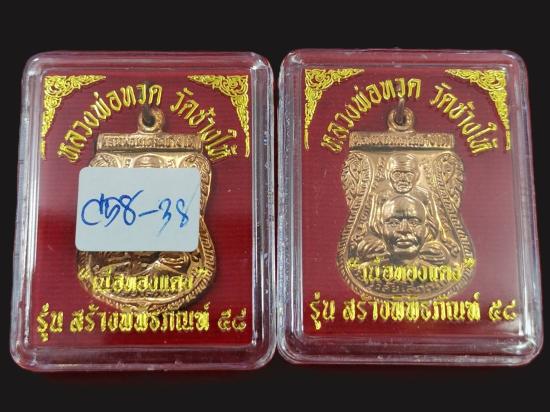 หลวงพ่อทวด วัดช้างให้
C58-38
"เนื้อทองแดง"
รุ่น สร้างพิพิธภัณฑ์ ๕๘
หลวงพ่อทวด วัดช้างให้
"เนื้อทองแดง"
รุ่น สร้างพิพิธภัณฑ์ ๕๘